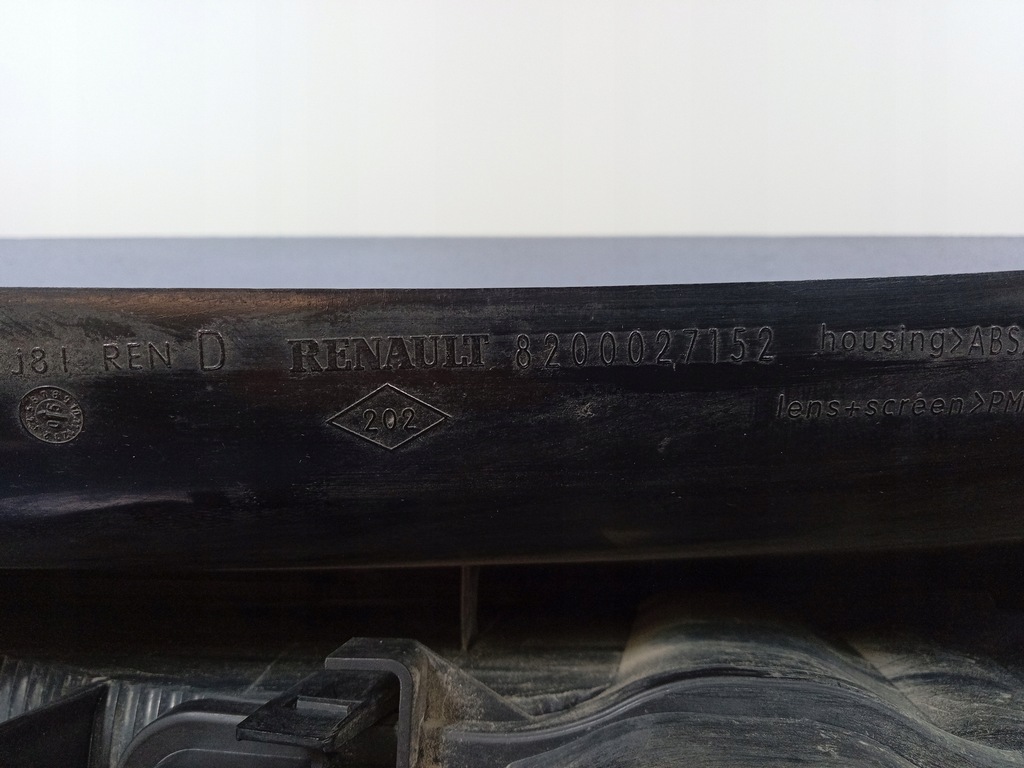 J81 REN D RENAULT 8200027152 housing>ABS
202
lens+screen>PM